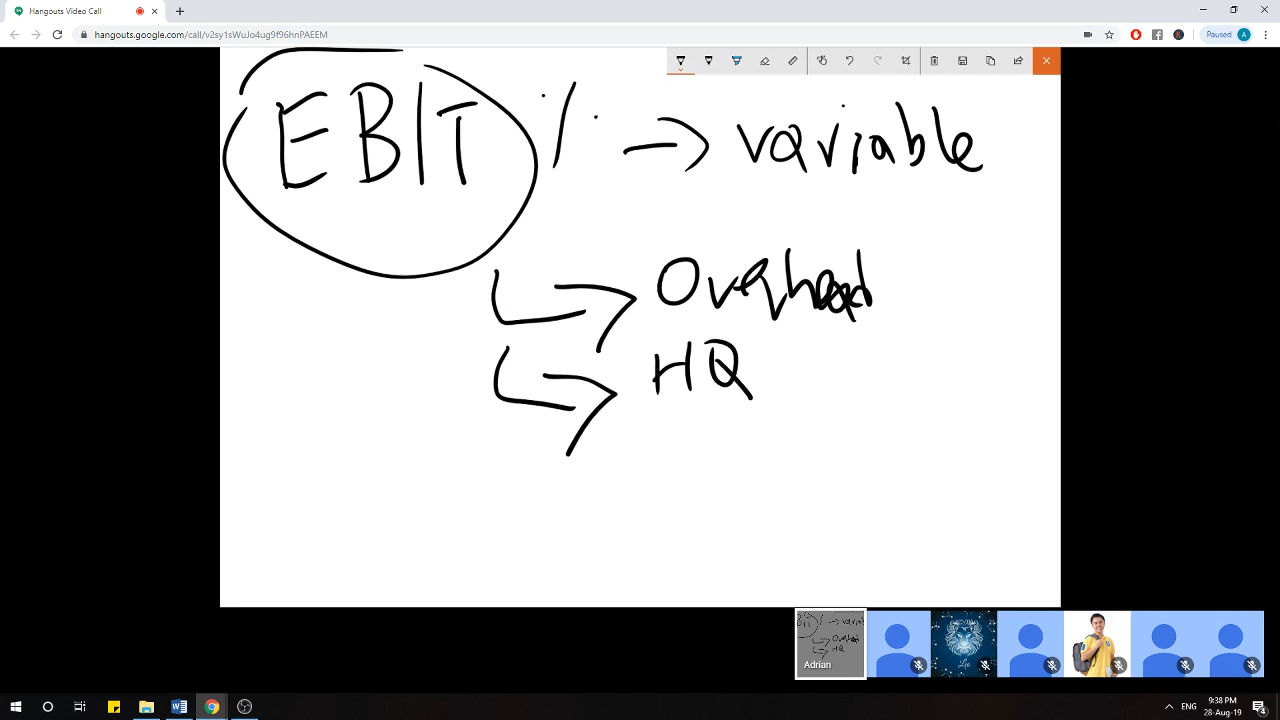 Hangouts Video Call
hangouts.google.com/call/v2sy1sWuJo4ug9f96hnPAEEM
Paused A
EBIT % → variable
Overhead
HQ
Adrian
ENG
9:38 PM
28-Aug-19